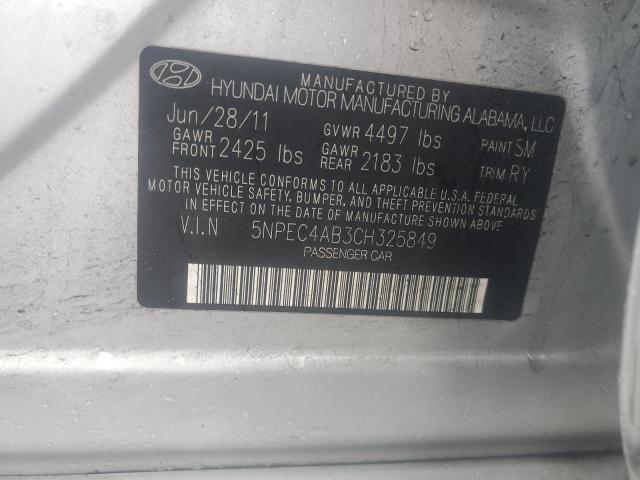 MANUFACTURED BY
HYUNDAI MOTOR MANUFACTURING ALABAMA, LLC
Jun/28/11 GVWR 4497 lbs PAINT SM
GAWR FRONT 2425 lbs GAWR REAR 2183 lbs TRIM RY
THIS VEHICLE CONFORMS TO ALL APPLICABLE U.S.A. FEDERAL
MOTOR VEHICLE SAFETY, BUMPER, AND THEFT PREVENTION STANDARDS
IN EFFECT ON THE DATE OF MANUFACTURE SHOWN ABOVE
V.I.N 5NPEC4AB3CH325849
PASSENGER CAR